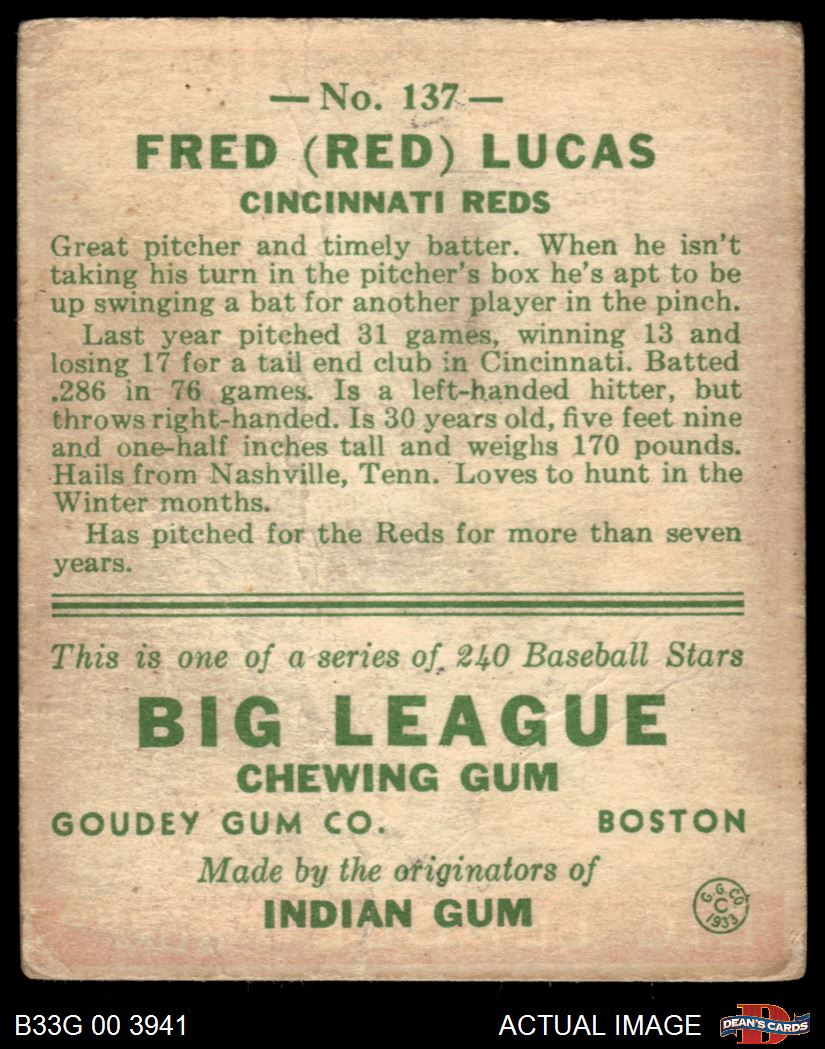 — No. 137 —
FRED (RED) LUCAS
CINCINNATI REDS
Great pitcher and timely batter. When he isn't
taking his turn in the pitcher's box he's apt to be
up swinging a bat for another player in the pinch.
Last year pitched 31 games, winning 13 and
losing 17 for a tail end club in Cincinnati. Batted
.286 in 76 games. Is a left-handed hitter, but
throws right-handed. Is 30 years old, five feet nine
and one-half inches tall and weighs 170 pounds.
Hails from Nashville, Tenn. Loves to hunt in the
Winter months.
Has pitched for the Reds for more than seven
years.
This is one of a series of 240 Baseball Stars
BIG LEAGUE
CHEWING GUM
GOUDEY GUM CO. BOSTON
Made by the originators of
INDIAN GUM
G. G. CO.
C
1933
B33G 00 3941 ACTUAL IMAGE
D
DEAN'S CARDS